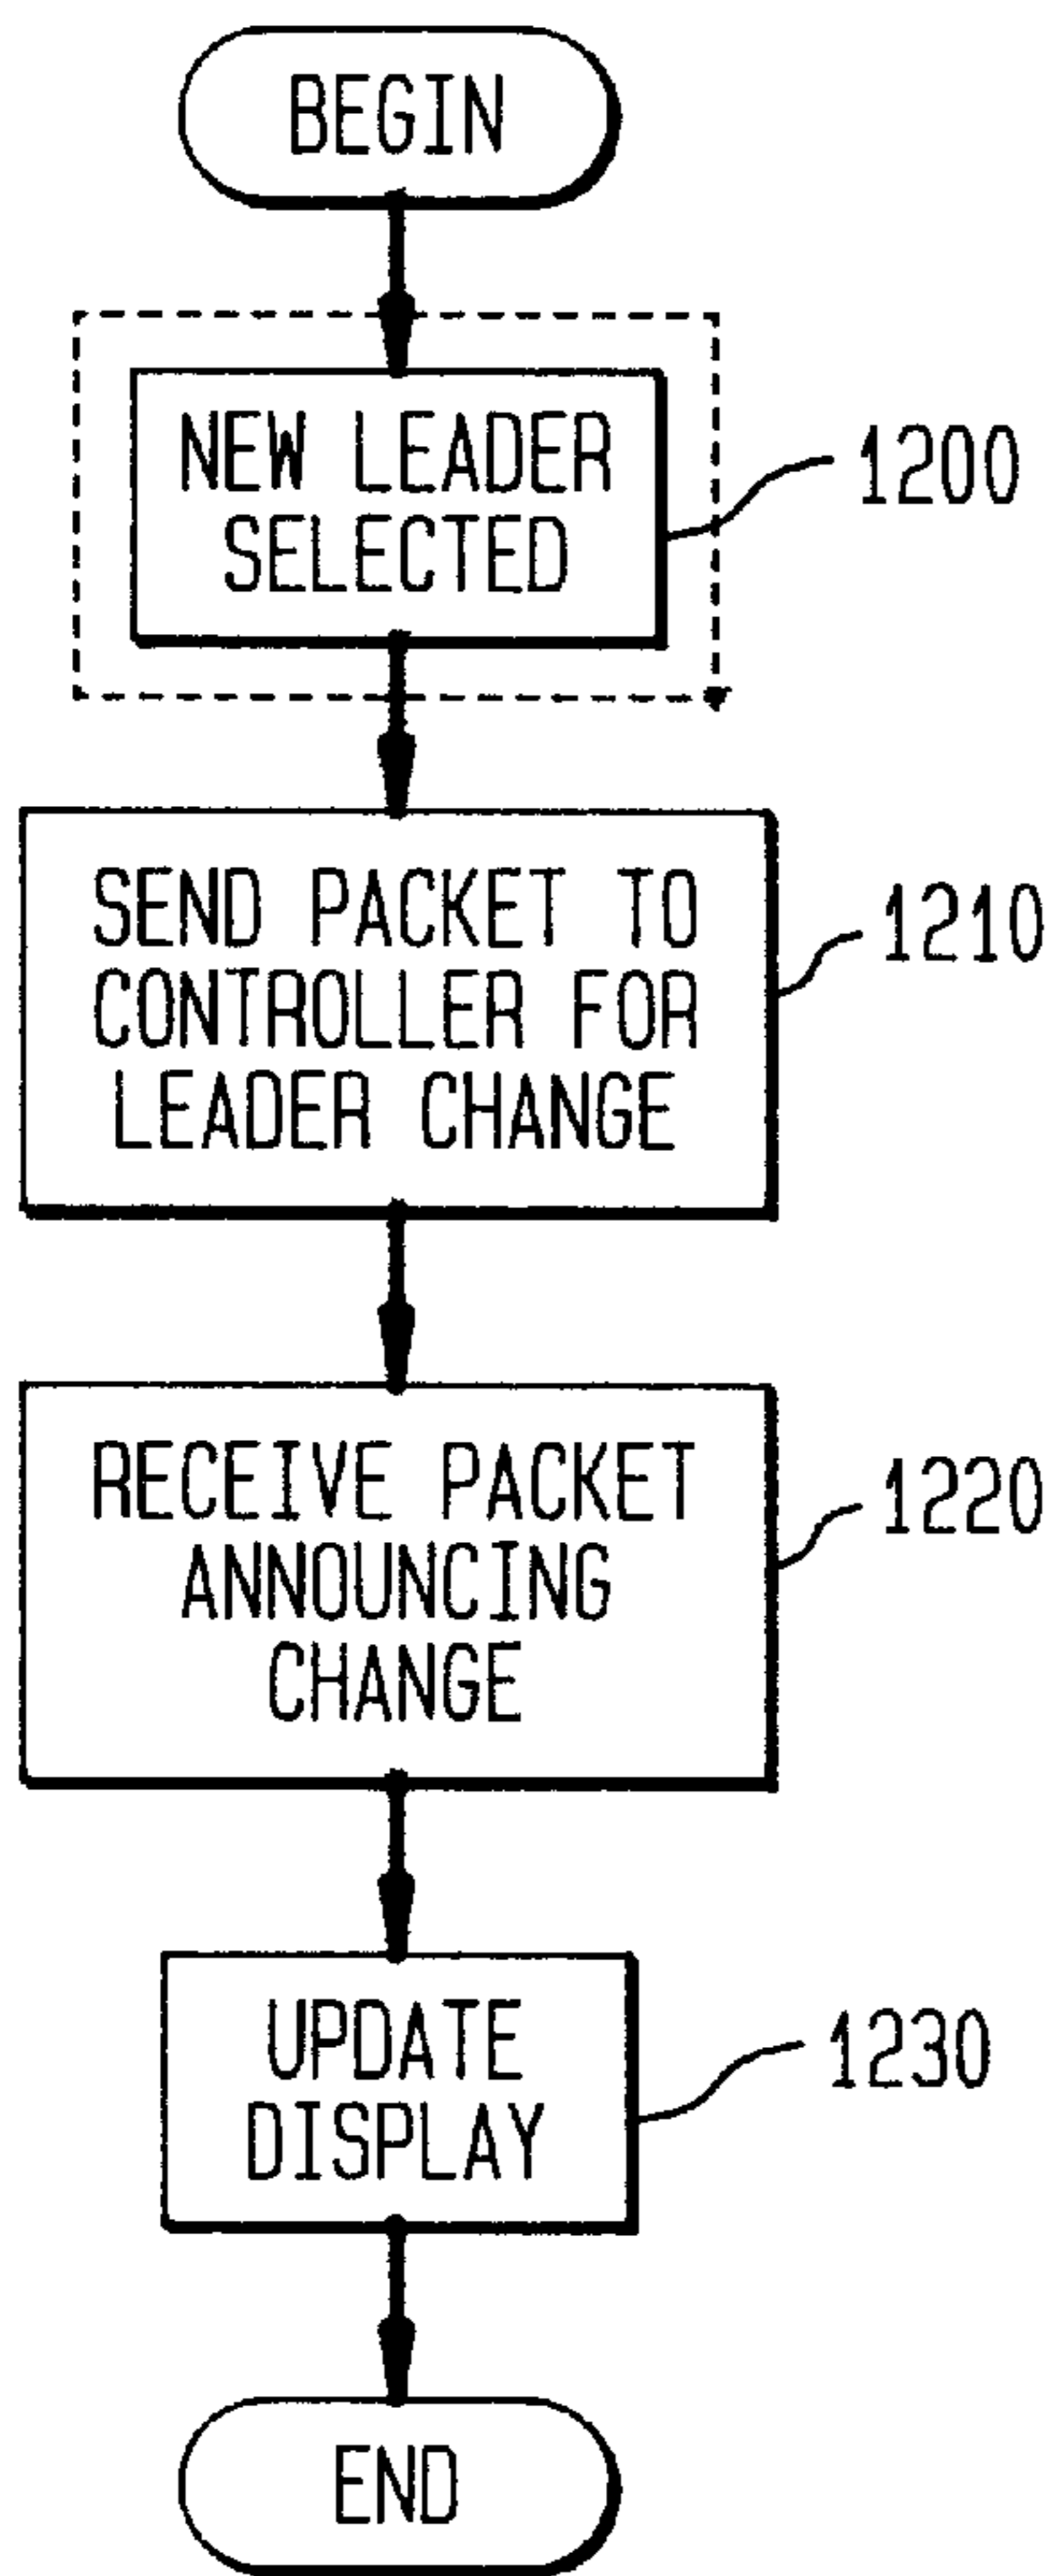 BEGIN
NEW LEADER
SELECTED
1200
SEND PACKET TO
CONTROLLER FOR
LEADER CHANGE
1210
RECEIVE PACKET
ANNOUNCING
CHANGE
1220
UPDATE
DISPLAY
1230
END